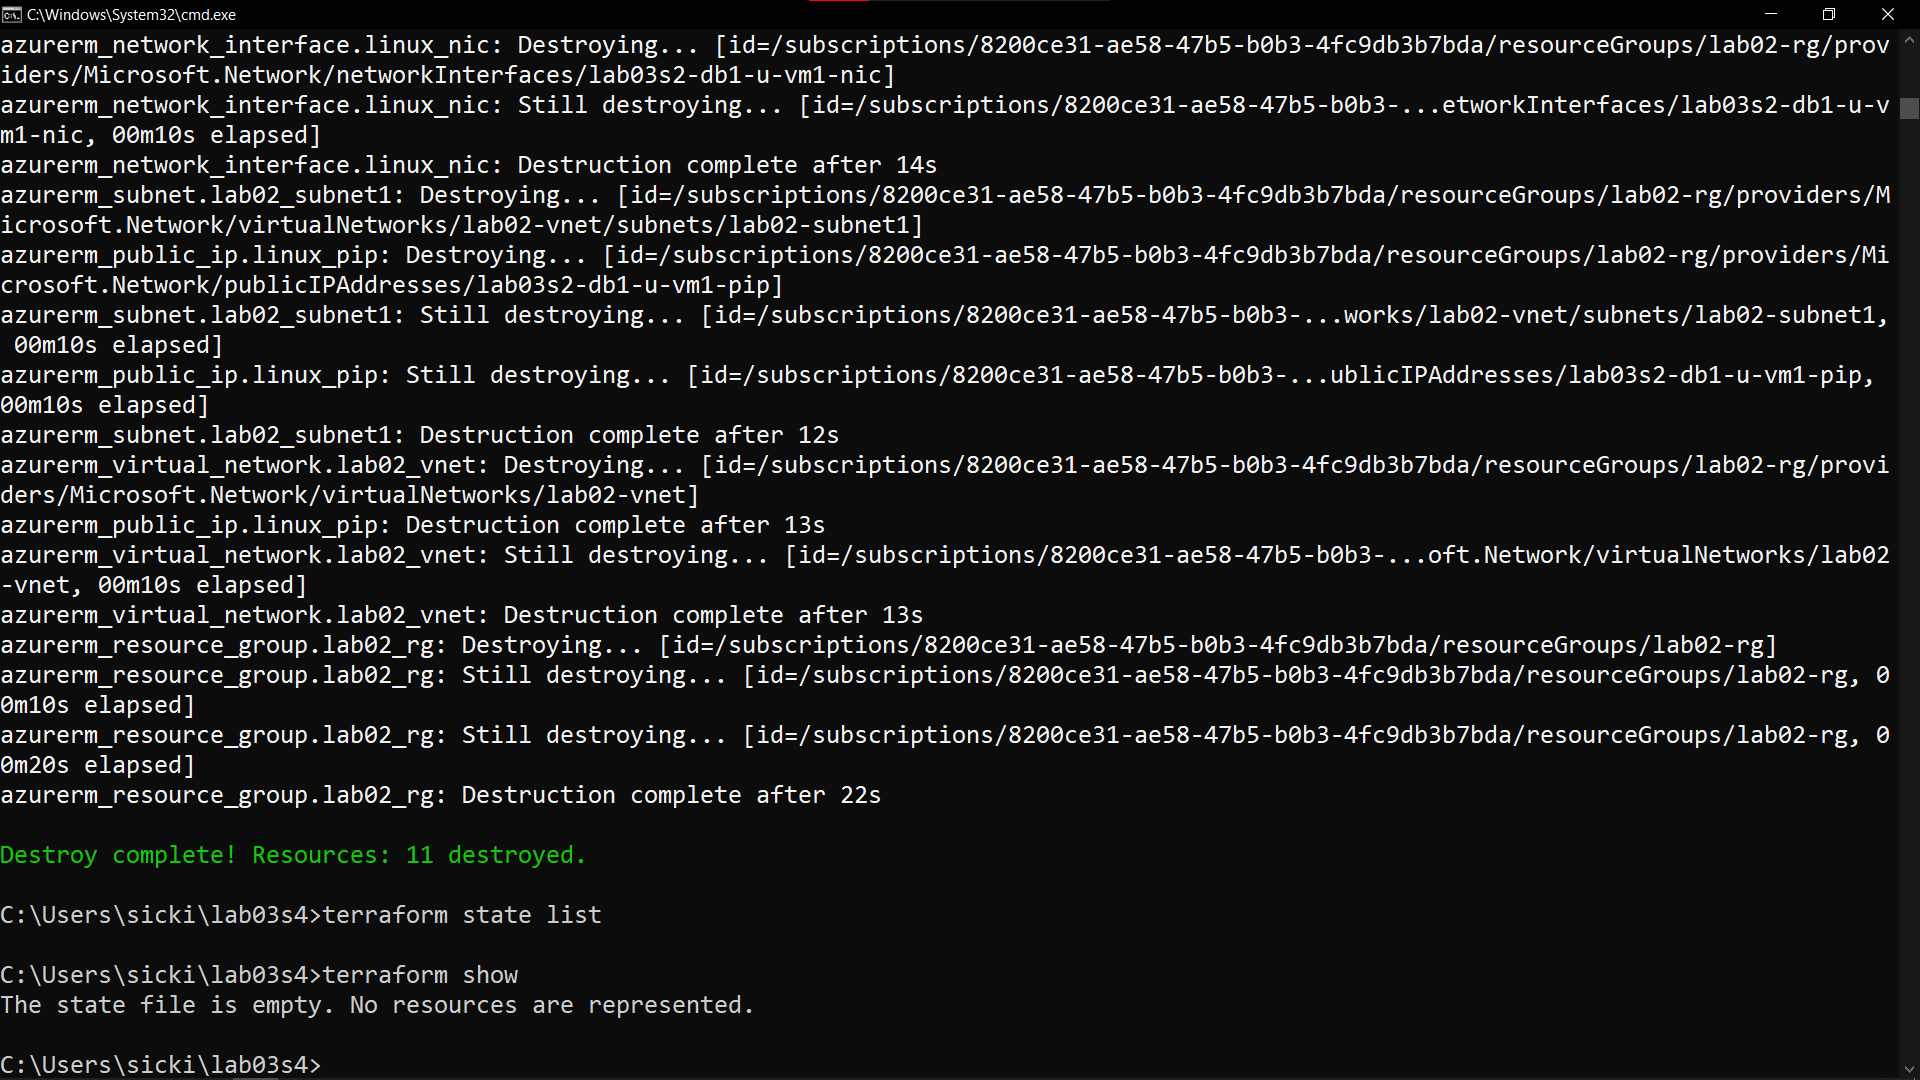 C:\Windows\System32\cmd.exe
azurerm_network_interface.linux_nic: Destroying... [id=/subscriptions/8200ce31-ae58-47b5-b0b3-4fc9db3b7bda/resourceGroups/lab02-rg/prov
iders/Microsoft.Network/networkInterfaces/lab03s2-db1-u-vm1-nic]
azurerm_network_interface.linux_nic: Still destroying... [id=/subscriptions/8200ce31-ae58-47b5-b0b3-...etworkInterfaces/lab03s2-db1-u-v
m1-nic, 00m10s elapsed]
azurerm_network_interface.linux_nic: Destruction complete after 14s
azurerm_subnet.lab02_subnet1: Destroying... [id=/subscriptions/8200ce31-ae58-47b5-b0b3-4fc9db3b7bda/resourceGroups/lab02-rg/providers/M
icrosoft.Network/virtualNetworks/lab02-vnet/subnets/lab02-subnet1]
azurerm_public_ip.linux_pip: Destroying... [id=/subscriptions/8200ce31-ae58-47b5-b0b3-4fc9db3b7bda/resourceGroups/lab02-rg/providers/Mi
crosoft.Network/publicIPAddresses/lab03s2-db1-u-vm1-pip]
azurerm_subnet.lab02_subnet1: Still destroying... [id=/subscriptions/8200ce31-ae58-47b5-b0b3-...works/lab02-vnet/subnets/lab02-subnet1,
 00m10s elapsed]
azurerm_public_ip.linux_pip: Still destroying... [id=/subscriptions/8200ce31-ae58-47b5-b0b3-...ublicIPAddresses/lab03s2-db1-u-vm1-pip,
00m10s elapsed]
azurerm_subnet.lab02_subnet1: Destruction complete after 12s
azurerm_virtual_network.lab02_vnet: Destroying... [id=/subscriptions/8200ce31-ae58-47b5-b0b3-4fc9db3b7bda/resourceGroups/lab02-rg/provi
ders/Microsoft.Network/virtualNetworks/lab02-vnet]
azurerm_public_ip.linux_pip: Destruction complete after 13s
azurerm_virtual_network.lab02_vnet: Still destroying... [id=/subscriptions/8200ce31-ae58-47b5-b0b3-...oft.Network/virtualNetworks/lab02
-vnet, 00m10s elapsed]
azurerm_virtual_network.lab02_vnet: Destruction complete after 13s
azurerm_resource_group.lab02_rg: Destroying... [id=/subscriptions/8200ce31-ae58-47b5-b0b3-4fc9db3b7bda/resourceGroups/lab02-rg]
azurerm_resource_group.lab02_rg: Still destroying... [id=/subscriptions/8200ce31-ae58-47b5-b0b3-4fc9db3b7bda/resourceGroups/lab02-rg, 0
0m10s elapsed]
azurerm_resource_group.lab02_rg: Still destroying... [id=/subscriptions/8200ce31-ae58-47b5-b0b3-4fc9db3b7bda/resourceGroups/lab02-rg, 0
0m20s elapsed]
azurerm_resource_group.lab02_rg: Destruction complete after 22s
Destroy complete! Resources: 11 destroyed.
C:\Users\sicki\lab03s4>terraform state list
C:\Users\sicki\lab03s4>terraform show
The state file is empty. No resources are represented.
C:\Users\sicki\lab03s4>